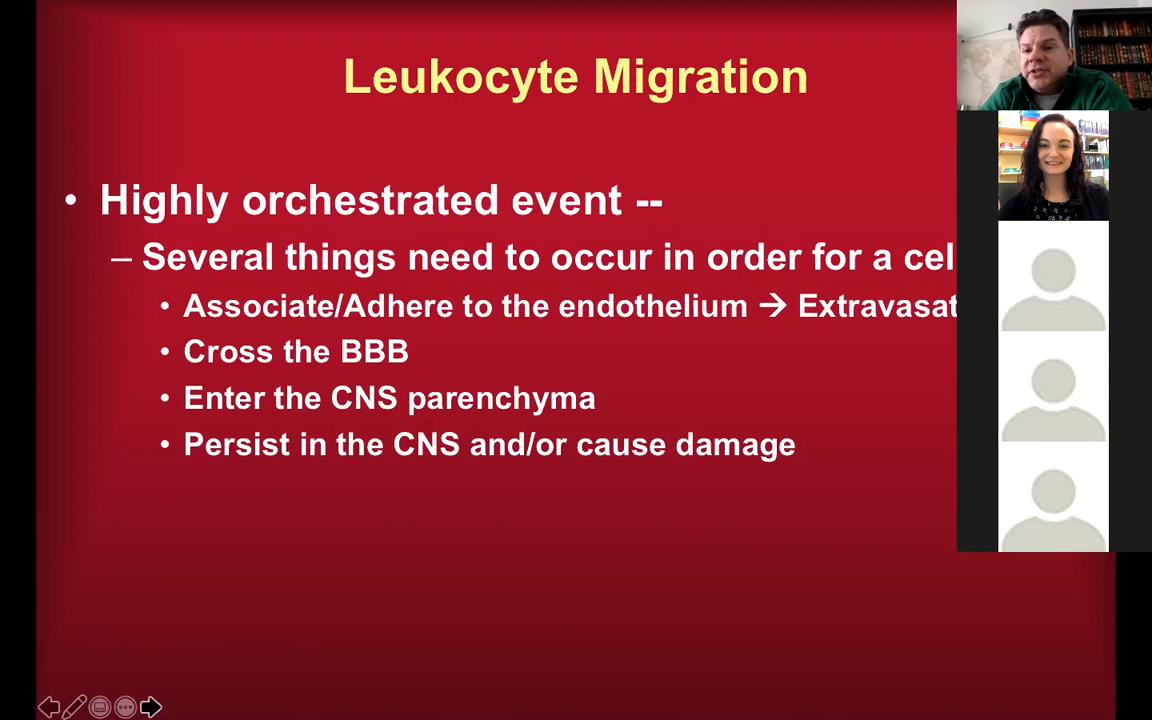 Leukocyte Migration
• Highly orchestrated event --
– Several things need to occur in order for a cel
• Associate/Adhere to the endothelium → Extravasat
• Cross the BBB
• Enter the CNS parenchyma
• Persist in the CNS and/or cause damage